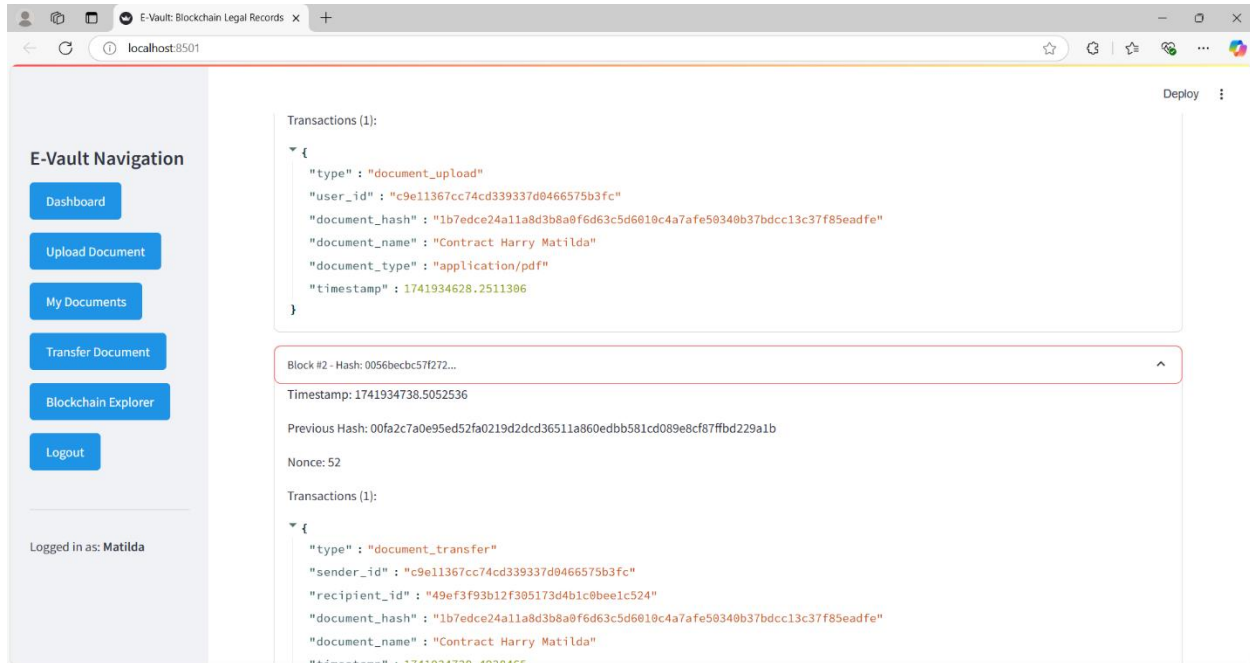 E-Vault: Blockchain Legal Records
localhost:8501
Deploy
E-Vault Navigation
Dashboard
Upload Document
My Documents
Transfer Document
Blockchain Explorer
Logout
Logged in as: Matilda
Transactions (1):
{
"type" : "document_upload"
"user_id" : "c9e11367cc74cd339337d0466575b3fc"
"document_hash" : "1b7edce24a11a8d3b8a0f6d63c5d6010c4a7afe50340b37bdcc13c37f85eadfe"
"document_name" : "Contract Harry Matilda"
"document_type" : "application/pdf"
"timestamp" : 1741934628.2511306
}
Block #2 - Hash: 0056becbc57f272...
Timestamp: 1741934738.5052536
Previous Hash: 00fa2c7a0e95ed52fa0219d2dcd36511a860edbb581cd089e8cf87ffbd229a1b
Nonce: 52
Transactions (1):
{
"type" : "document_transfer"
"sender_id" : "c9e11367cc74cd339337d0466575b3fc"
"recipient_id" : "49ef3f93b12f305173d4b1c0bee1c524"
"document_hash" : "1b7edce24a11a8d3b8a0f6d63c5d6010c4a7afe50340b37bdcc13c37f85eadfe"
"document_name" : "Contract Harry Matilda"